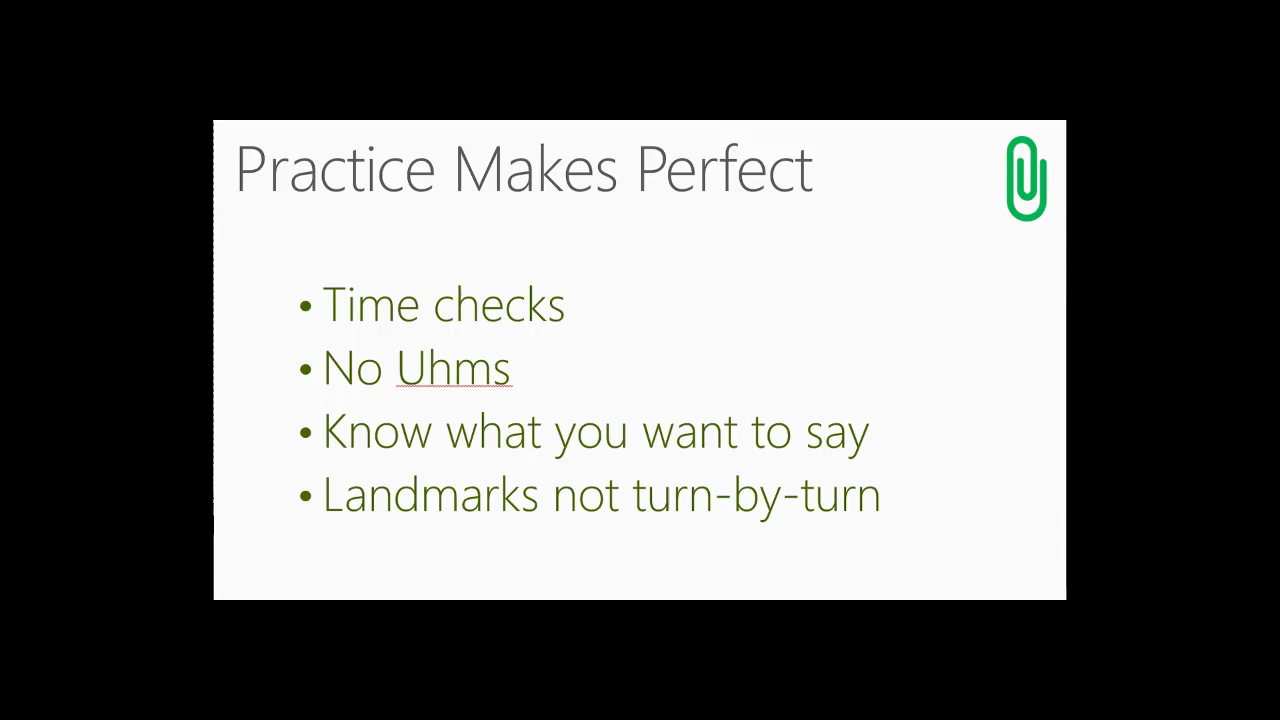 Practice Makes Perfect
• Time checks
• No Uhms
• Know what you want to say
• Landmarks not turn-by-turn